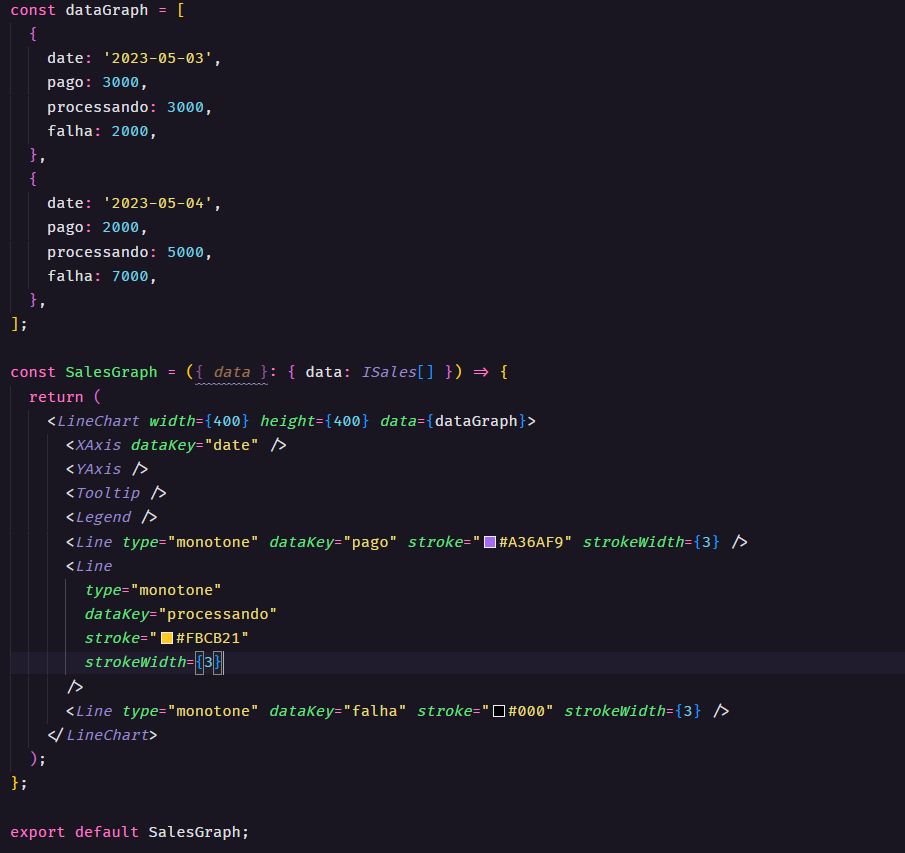 const dataGraph = [
  {
    date: '2023-05-03',
    pago: 3000,
    processando: 3000,
    falha: 2000,
  },
  {
    date: '2023-05-04',
    pago: 2000,
    processando: 5000,
    falha: 7000,
  },
];

const SalesGraph = ({ data }: { data: ISales[] }) => {
  return (
    <LineChart width={400} height={400} data={dataGraph}>
      <XAxis dataKey="date" />
      <YAxis />
      <Tooltip />
      <Legend />
      <Line type="monotone" dataKey="pago" stroke="#A36AF9" strokeWidth={3} />
      <Line
        type="monotone"
        dataKey="processando"
        stroke="#FBCB21"
        strokeWidth={3}
      />
      <Line type="monotone" dataKey="falha" stroke="#000" strokeWidth={3} />
    </LineChart>
  );
};

export default SalesGraph;